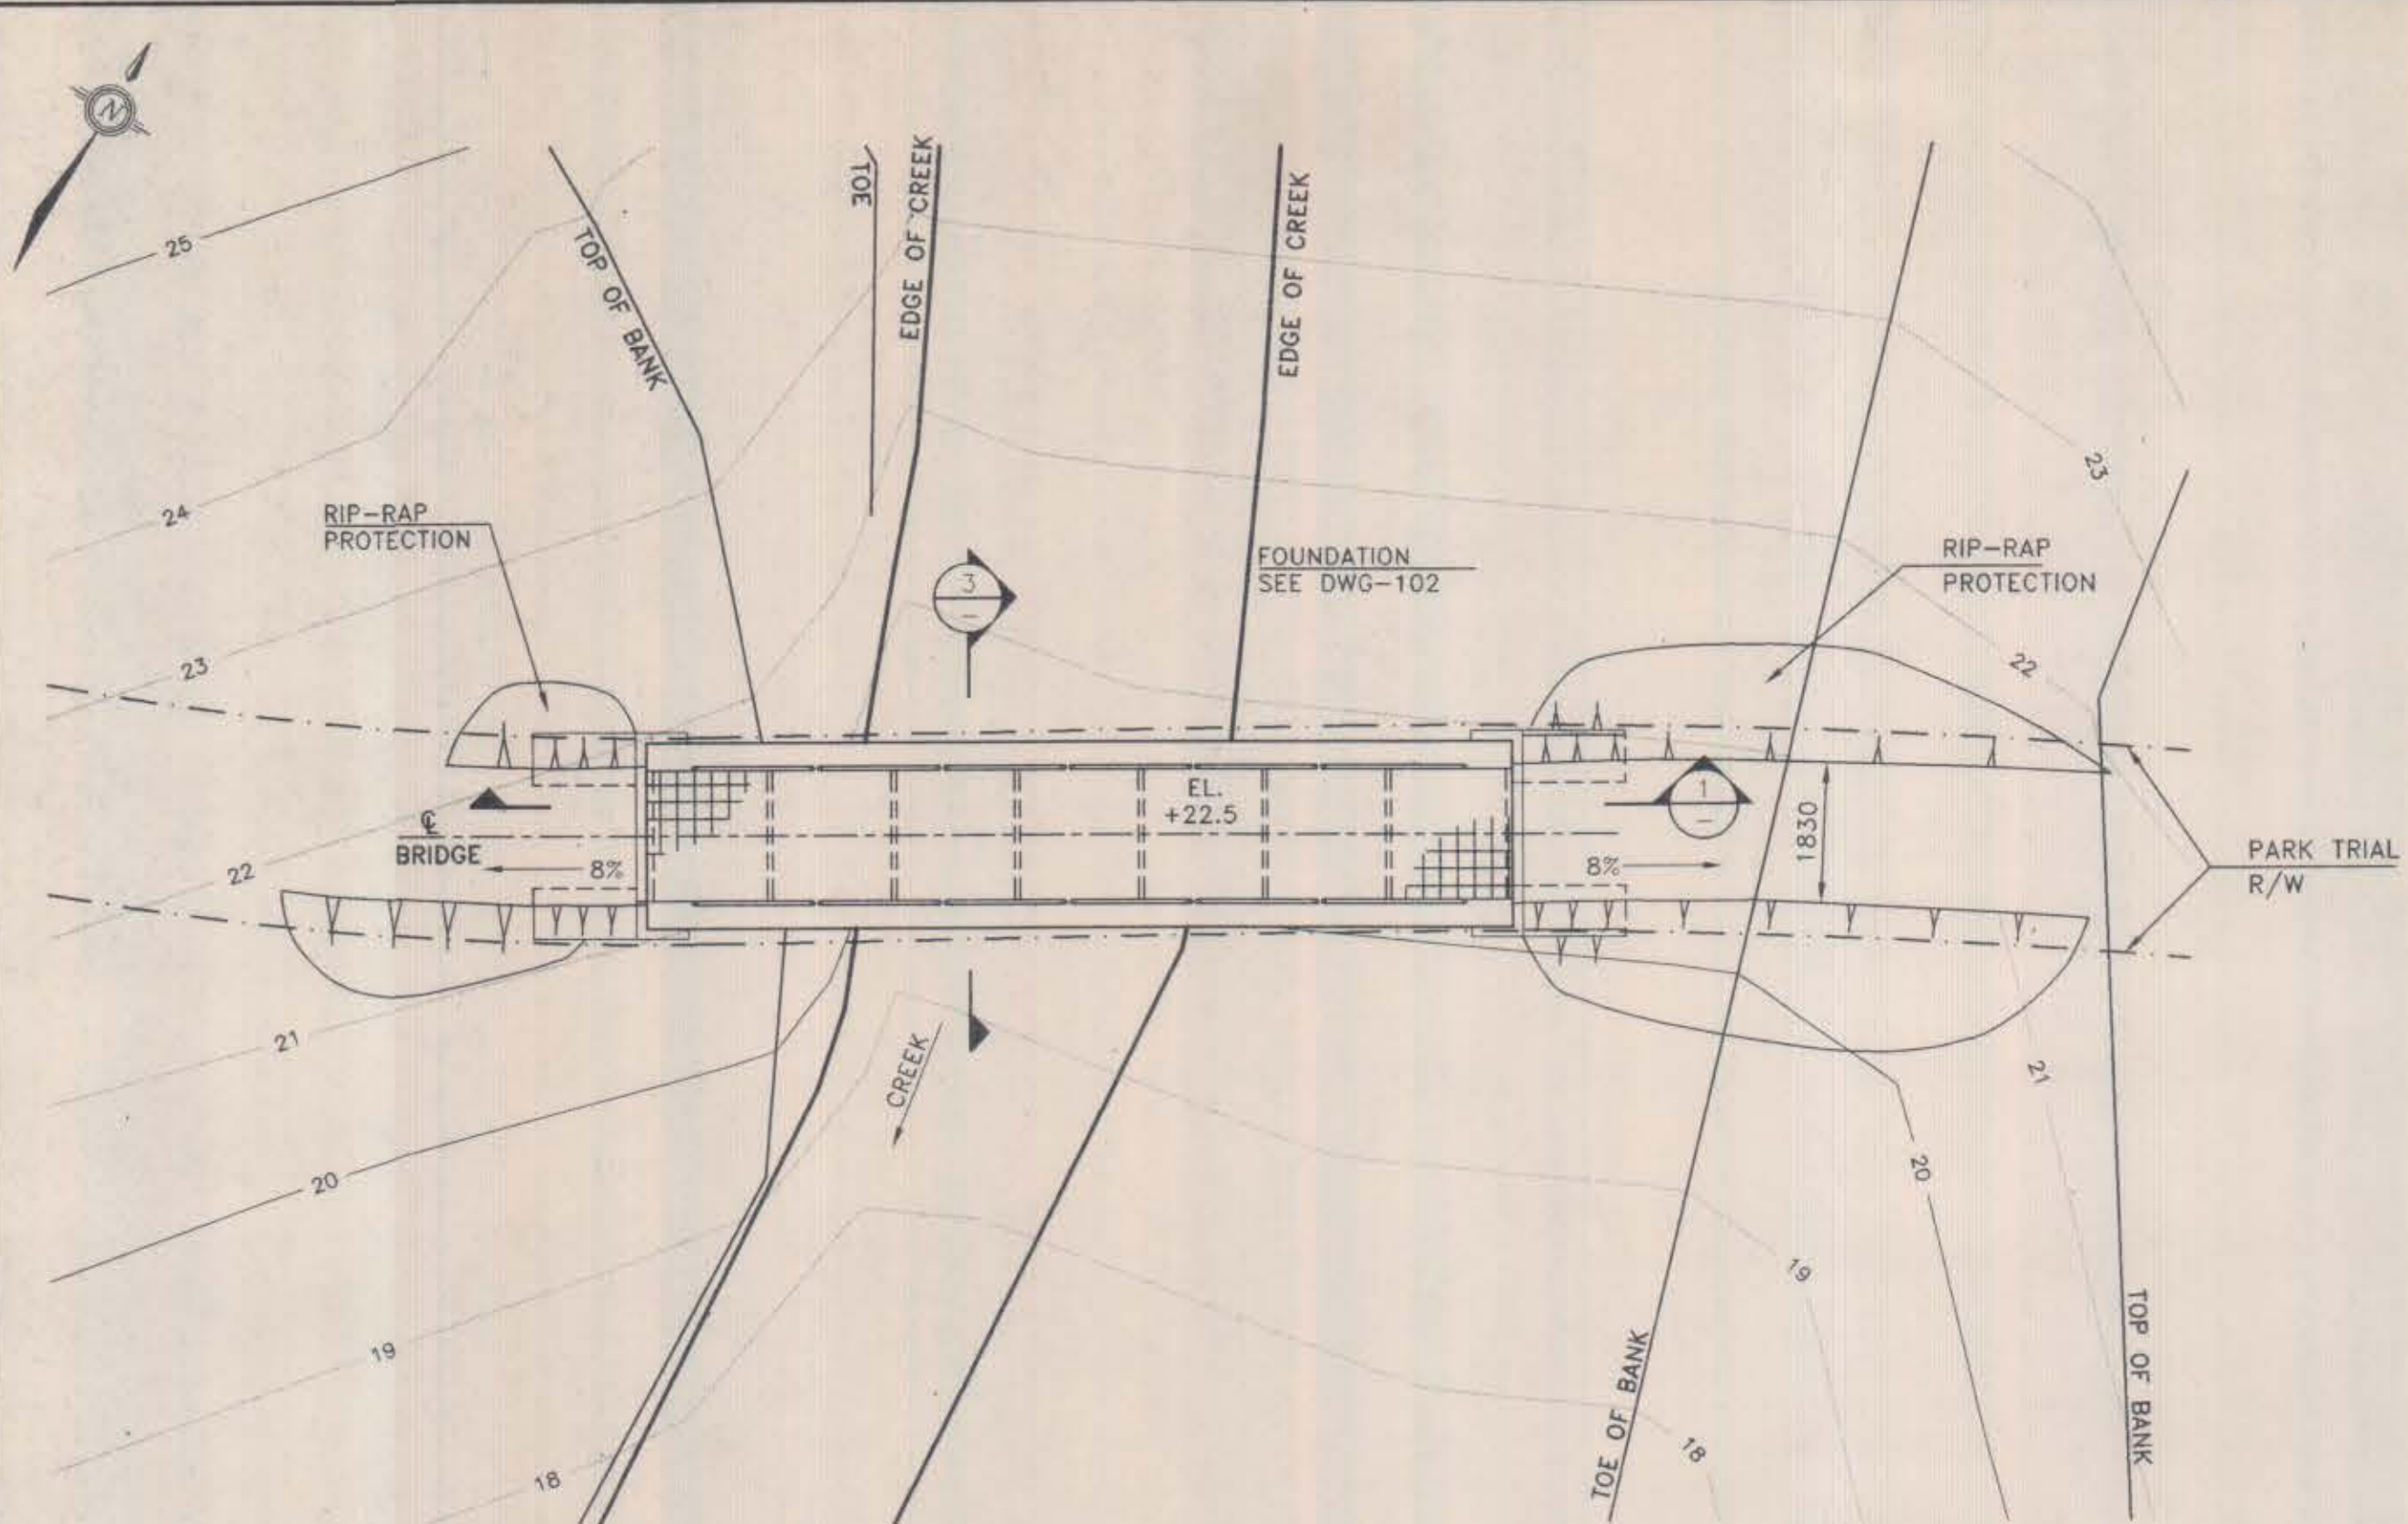 N
25
TOP OF BANK
TOE
EDGE OF CREEK
EDGE OF CREEK
24
RIP-RAP
PROTECTION
23
3
-
FOUNDATION
SEE DWG-102
RIP-RAP
PROTECTION
23
22
EL.
+22.5
1
-
1830
℄
BRIDGE
8%
8%
22
PARK TRIAL
R/W
21
CREEK
21
20
20
19
19
18
18
TOE OF BANK
TOP OF BANK